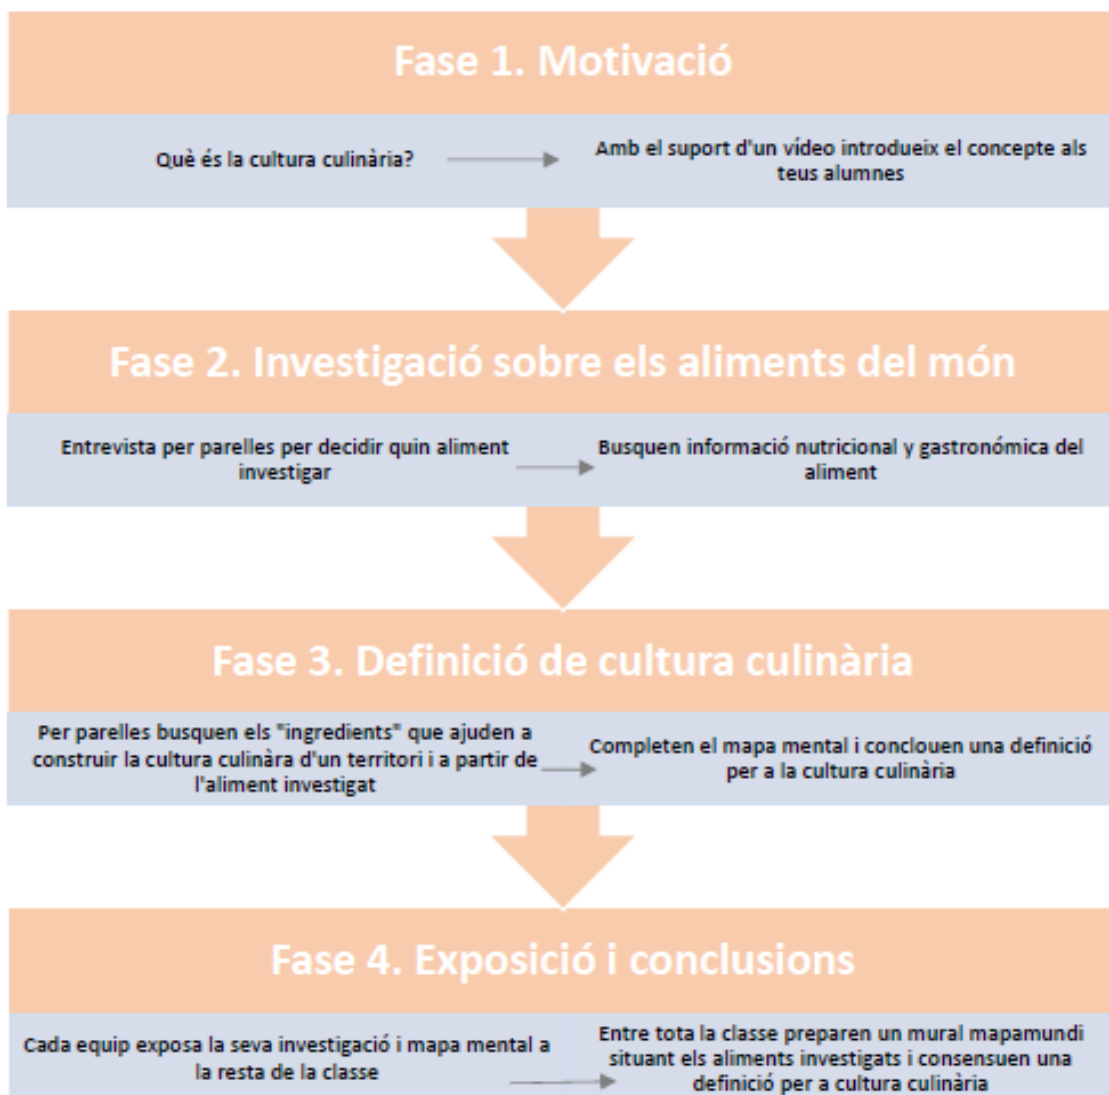 Fase 1. Motivació
Què és la cultura culinària?
Amb el suport d'un vídeo introdueix el concepte als
teus alumnes
Fase 2. Investigació sobre els aliments del món
Entrevista per parelles per decidir quin aliment
investigar
Busquen informació nutricional y gastronómica del
aliment
Fase 3. Definició de cultura culinària
Per parelles busquen els "ingredients" que ajuden a
construir la cultura culinàra d'un territori i a partir de
l'aliment investigat
Completen el mapa mental i conclouen una definició
per a la cultura culinària
Fase 4. Exposició i conclusions
Cada equip exposa la seva investigació i mapa mental a
la resta de la classe
Entre tota la classe preparen un mural mapamundi
situant els aliments investigats i consensuen una
definició per a cultura culinària